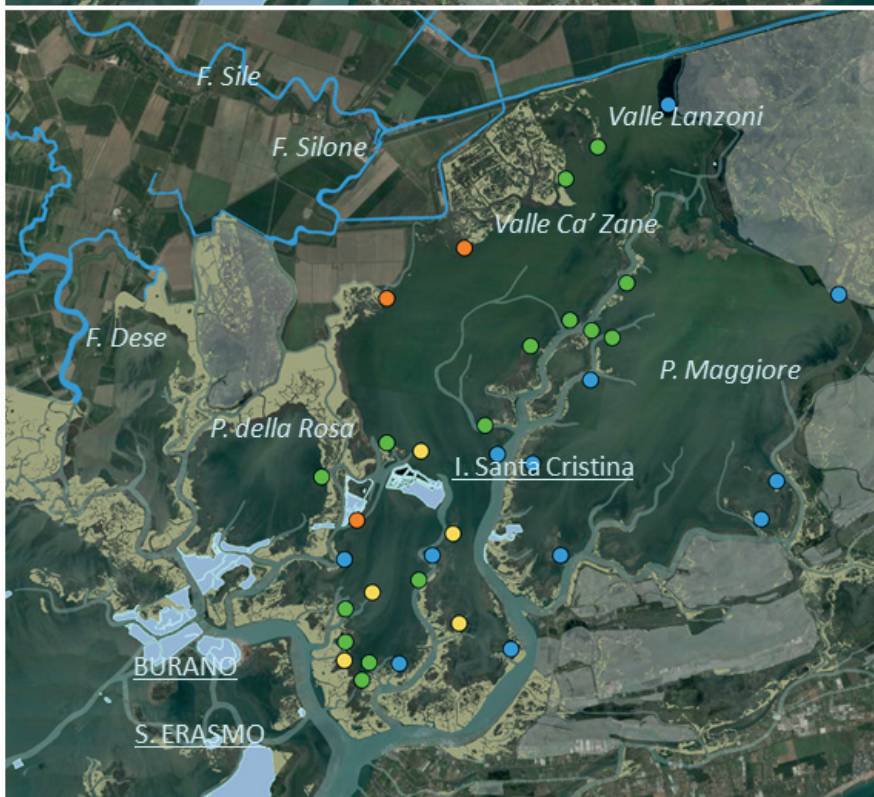 F. Sile
Valle Lanzoni
F. Silone
Valle Ca' Zane
F. Dese
P. Maggiore
P. della Rosa
I. Santa Cristina
BURANO
S. ERASMO